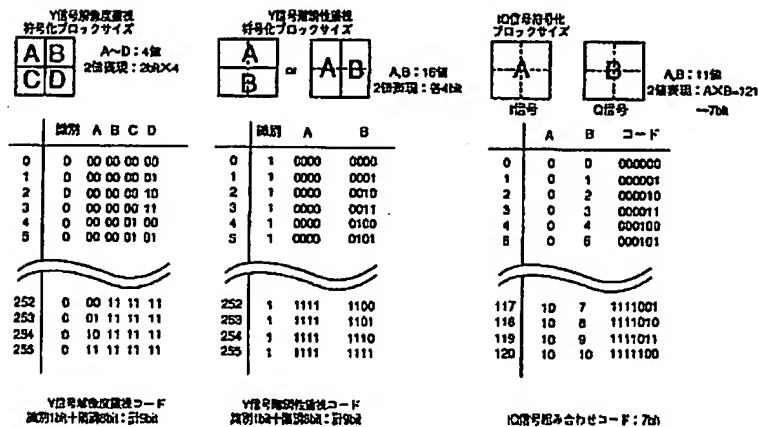 Y信号解像度重視
符号化ブロックサイズ
A B
C D
A〜D：4値
2値表現：2bit×4
識別 A B C D
0 0 00 00 00 00
1 0 00 00 00 01
2 0 00 00 00 10
3 0 00 00 00 11
4 0 00 00 01 00
5 0 00 00 01 01
252 0 00 11 11 11
253 0 01 11 11 11
254 0 10 11 11 11
255 0 11 11 11 11
Y信号解像度重視コード
識別1bit+階調8bit：計9bit
Y信号階調性重視
符号化ブロックサイズ
A
B
or
A B
A,B：16値
2値表現：各4bit
識別 A B
0 1 0000 0000
1 1 0000 0001
2 1 0000 0010
3 1 0000 0011
4 1 0000 0100
5 1 0000 0101
252 1 1111 1100
253 1 1111 1101
254 1 1111 1110
255 1 1111 1111
Y信号階調性重視コード
識別1bit+階調8bit：計9bit
IQ信号符号化
ブロックサイズ
A
B
I信号
Q信号
A,B：11値
2値表現：A×B=121
→7bit
A B コード
0 0 0 000000
1 0 1 000001
2 0 2 000010
3 0 3 000011
4 0 4 000100
5 0 5 000101
117 10 7 1111001
118 10 8 1111010
119 10 9 1111011
120 10 10 1111100
IQ信号組み合わせコード：7bit